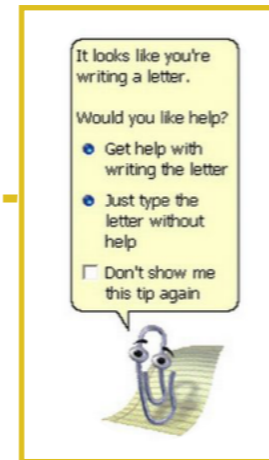 It looks like you're
writing a letter.
Would you like help?
Get help with
writing the letter
Just type the
letter without
help
Don't show me
this tip again